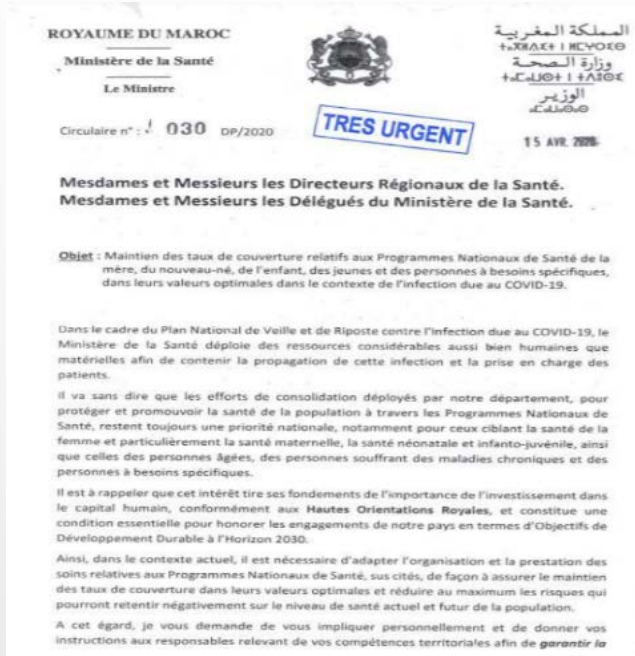 ROYAUME DU MAROC
Ministère de la Santé
Le Ministre
المملكة المغربية
ⵜⴰⴳⵍⴷⵉⵜ ⵏ ⵍⵎⵖⵔⵉⴱ
وزارة الصحة
ⵜⴰⵎⴰⵡⴰⵙⵜ ⵏ ⵜⴷⵓⵙⵉ
الوزير
Circulaire n° : 030 DP/2020
TRES URGENT
15 AVR. 2020
Mesdames et Messieurs les Directeurs Régionaux de la Santé.
Mesdames et Messieurs les Délégués du Ministère de la Santé.
Objet : Maintien des taux de couverture relatifs aux Programmes Nationaux de Santé de la
mère, du nouveau-né, de l'enfant, des jeunes et des personnes à besoins spécifiques,
dans leurs valeurs optimales dans le contexte de l'infection due au COVID-19.
Dans le cadre du Plan National de Veille et de Riposte contre l'Infection due au COVID-19, le
Ministère de la Santé déploie des ressources considérables aussi bien humaines que
matérielles afin de contenir la propagation de cette infection et la prise en charge des
patients.
Il va sans dire que les efforts de consolidation déployés par notre département, pour
protéger et promouvoir la santé de la population à travers les Programmes Nationaux de
Santé, restent toujours une priorité nationale, notamment pour ceux ciblant la santé de la
femme et particulièrement la santé maternelle, la santé néonatale et infanto-juvénile, ainsi
que celles des personnes âgées, des personnes souffrant des maladies chroniques et des
personnes à besoins spécifiques.
Il est à rappeler que cet intérêt tire ses fondements de l'importance de l'investissement dans
le capital humain, conformément aux Hautes Orientations Royales, et constitue une
condition essentielle pour honorer les engagements de notre pays en termes d'Objectifs de
Développement Durable à l'Horizon 2030.
Ainsi, dans le contexte actuel, il est nécessaire d'adapter l'organisation et la prestation des
soins relatives aux Programmes Nationaux de Santé, sus cités, de façon à assurer le maintien
des taux de couverture dans leurs valeurs optimales et réduire au maximum les risques qui
pourront retentir négativement sur le niveau de santé actuel et futur de la population.
A cet égard, je vous demande de vous impliquer personnellement et de donner vos
instructions aux responsables relevant de vos compétences territoriales afin de garantir la